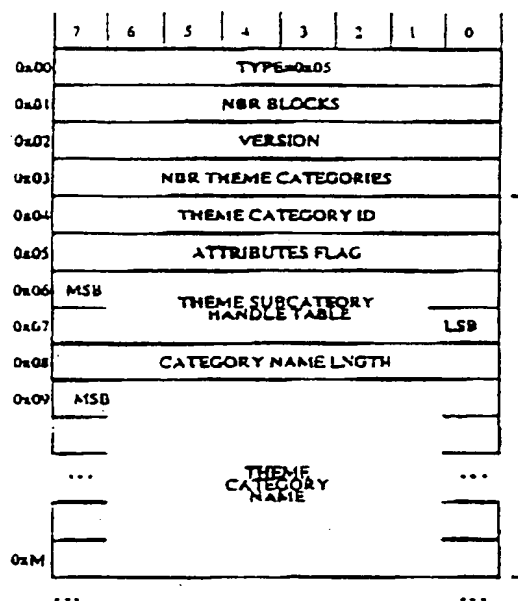 7 6 5 4 3 2 1 0
0x00 TYPE=0x05
0x01 NBR BLOCKS
0x02 VERSION
0x03 NBR THEME CATEGORIES
0x04 THEME CATEGORY ID
0x05 ATTRIBUTES FLAG
0x06 MSB
THEME SUBCATEORY
HANDLE TABLE
0x07 LSB
0x08 CATEGORY NAME LNGTH
0x09 MSB
... THEME ...
CATEGORY
NAME
0xM
... ...